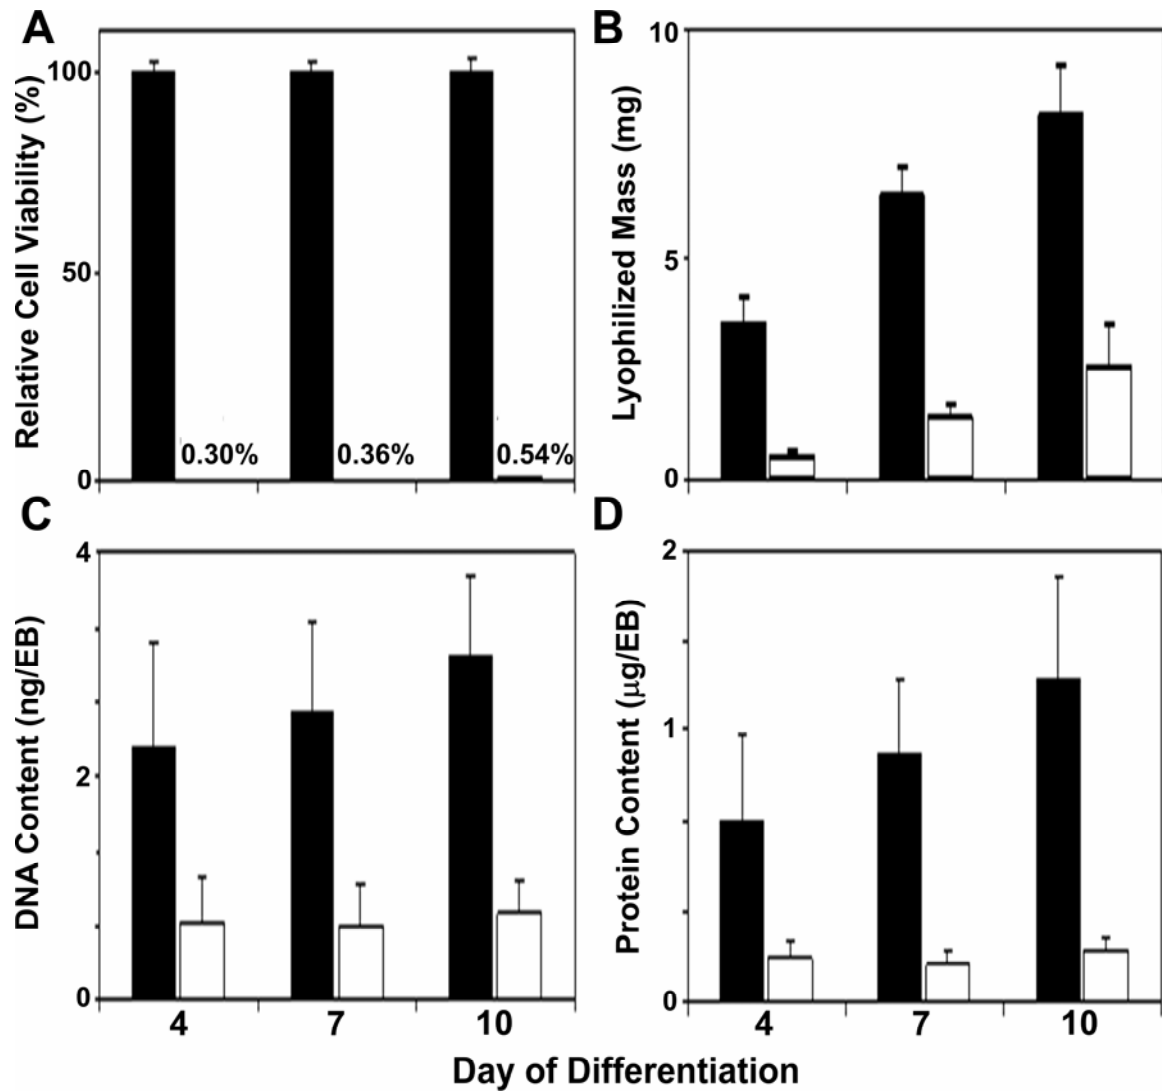 A
Relative Cell Viability (%)
100
50
0
0.30%
0.36%
0.54%
B
Lyophilized Mass (mg)
10
5
0
C
DNA Content (ng/EB)
4
2
0
4
7
10
D
Protein Content (μg/EB)
2
1
0
4
7
10
Day of Differentiation